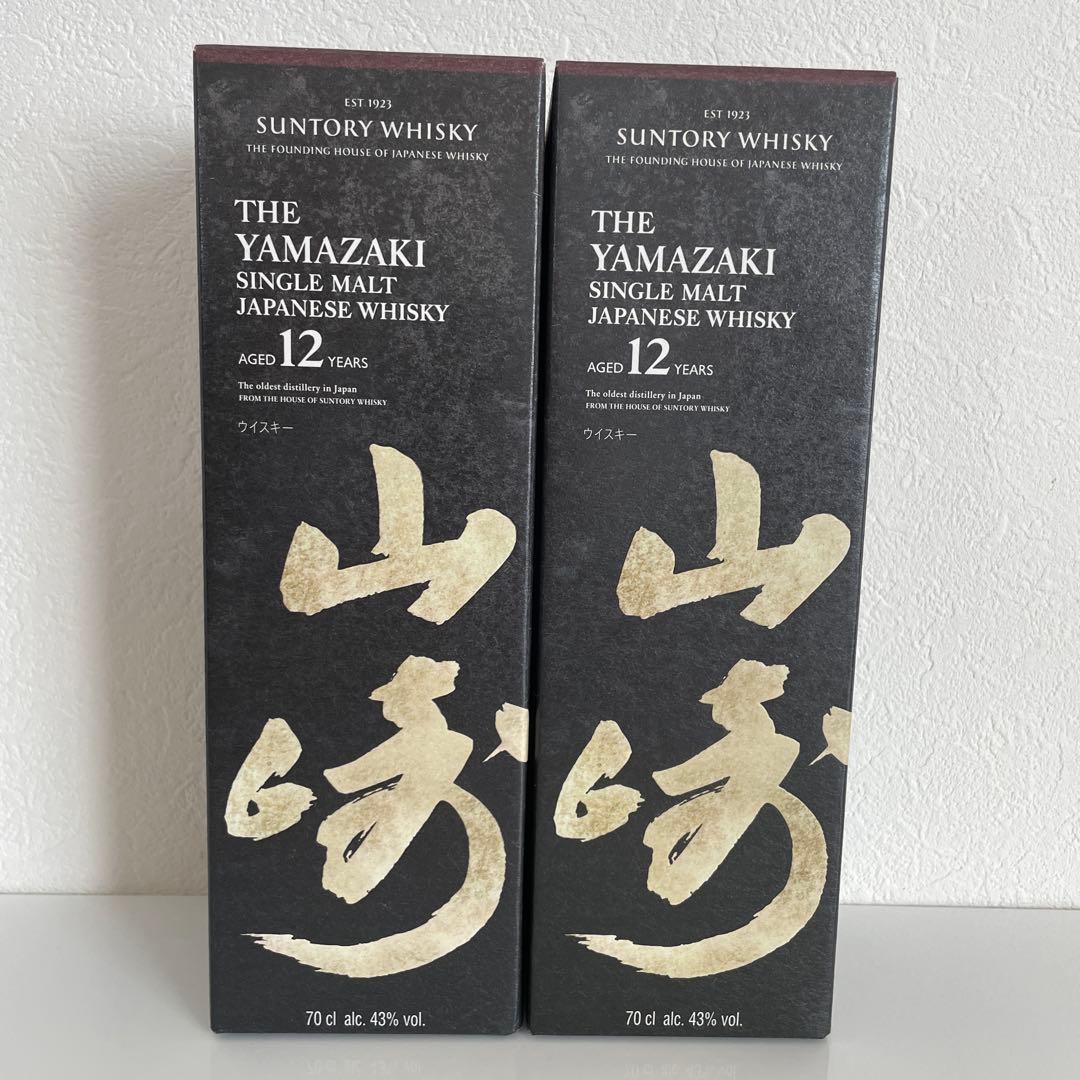 EST 1923
SUNTORY WHISKY
THE FOUNDING HOUSE OF JAPANESE WHISKY
THE
YAMAZAKI
SINGLE MALT
JAPANESE WHISKY
AGED 12 YEARS
The oldest distillery in Japan
FROM THE HOUSE OF SUNTORY WHISKY
ウイスキー
山
崎
70 cl alc. 43% vol.
EST 1923
SUNTORY WHISKY
THE FOUNDING HOUSE OF JAPANESE WHISKY
THE
YAMAZAKI
SINGLE MALT
JAPANESE WHISKY
AGED 12 YEARS
The oldest distillery in Japan
FROM THE HOUSE OF SUNTORY WHISKY
ウイスキー
山
崎
70 cl alc. 43% vol.